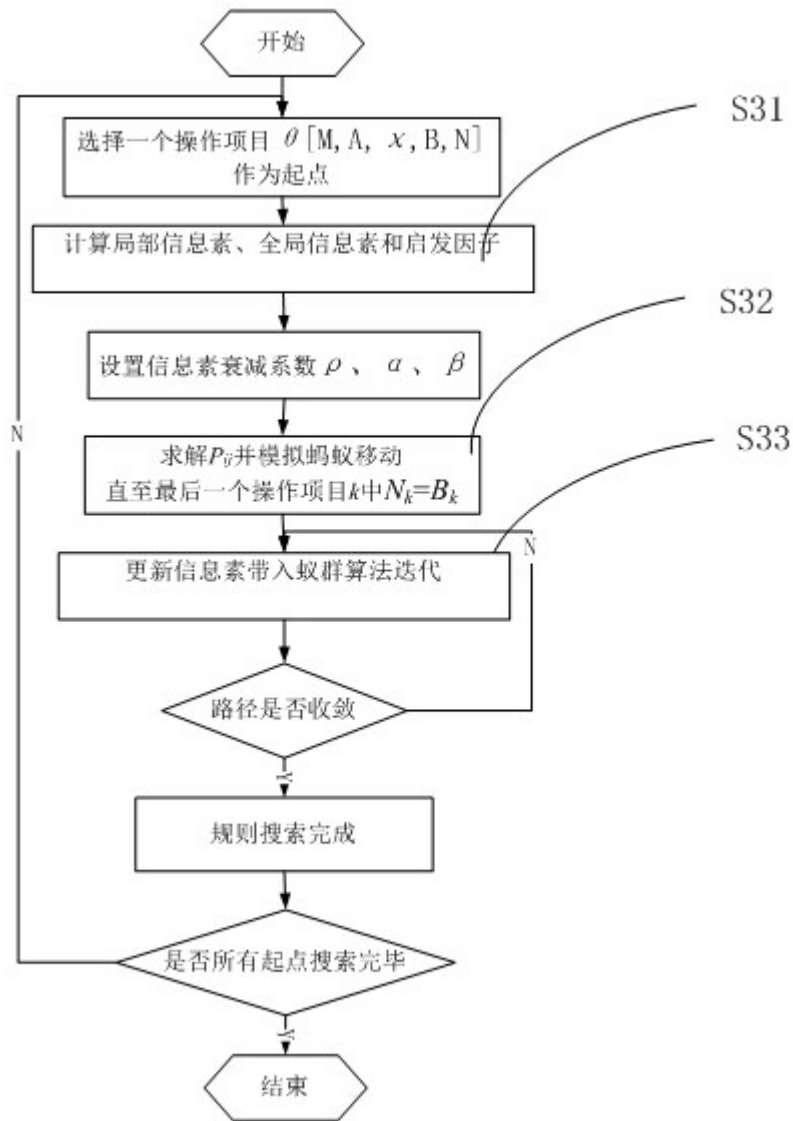 开始
选择一个操作项目 θ [M, A, x, B, N]
作为起点
S31
计算局部信息素、全局信息素和启发因子
S32
设置信息素衰减系数 ρ 、 α 、 β
N
S33
求解Pij并模拟蚂蚁移动
直至最后一个操作项目k中Nk=Bk
N
更新信息素带入蚁群算法迭代
路径是否收敛
Y
规则搜索完成
是否所有起点搜索完毕
Y
结束